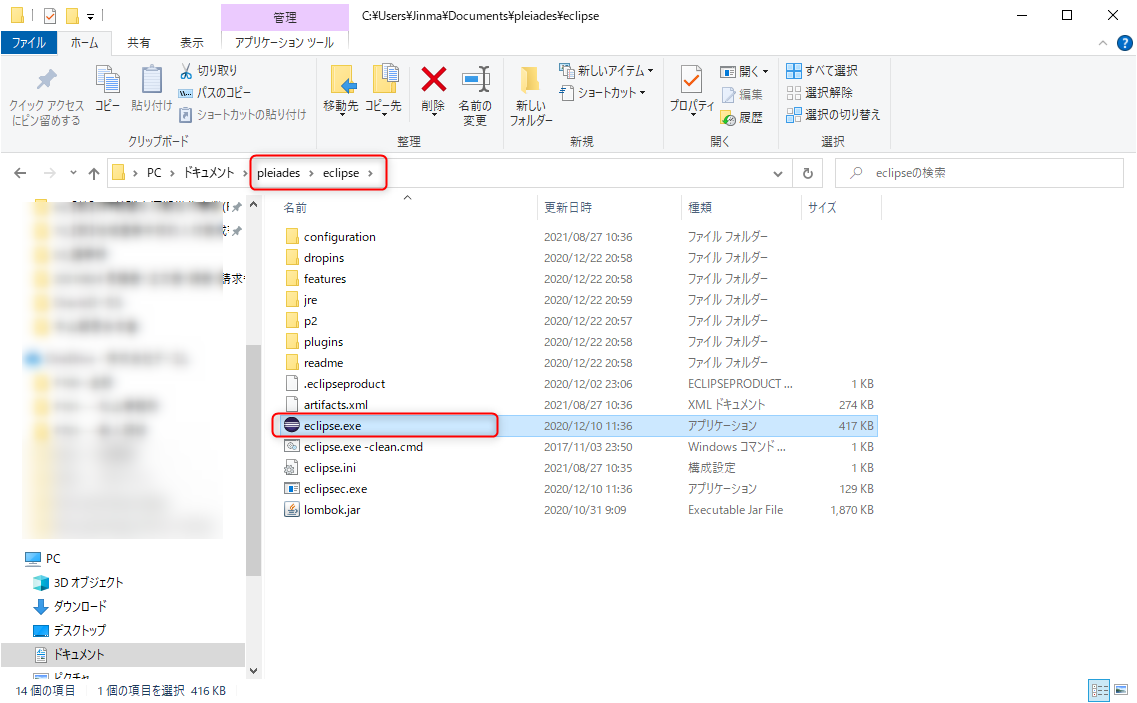 管理
C:¥Users¥Jinma¥Documents¥pleiades¥eclipse
ファイル ホーム 共有 表示 アプリケーション ツール
クイック アクセス
にピン留めする
コピー
貼り付け
切り取り
パスのコピー
ショートカットの貼り付け
クリップボード
移動先 コピー先
削除
名前の
変更
整理
新しい
フォルダー
新しいアイテム
ショートカット
新規
プロパティ
開く
編集
履歴
開く
すべて選択
選択解除
選択の切り替え
選択
PC › ドキュメント › pleiades › eclipse ›
eclipseの検索
名前 更新日時 種類 サイズ
configuration 2021/08/27 10:36 ファイル フォルダー
dropins 2020/12/22 20:58 ファイル フォルダー
features 2020/12/22 20:58 ファイル フォルダー
jre 2020/12/22 20:59 ファイル フォルダー
p2 2020/12/22 20:57 ファイル フォルダー
plugins 2020/12/22 20:58 ファイル フォルダー
readme 2020/12/22 20:58 ファイル フォルダー
.eclipseproduct 2020/12/02 23:06 ECLIPSEPRODUCT ... 1 KB
artifacts.xml 2021/08/27 10:36 XML ドキュメント 274 KB
eclipse.exe 2020/12/10 11:36 アプリケーション 417 KB
eclipse.exe -clean.cmd 2017/11/03 23:50 Windows コマンド ... 1 KB
eclipse.ini 2021/08/27 10:35 構成設定 1 KB
eclipsec.exe 2020/12/10 11:36 アプリケーション 129 KB
lombok.jar 2020/10/31 9:09 Executable Jar File 1,870 KB
請求
PC
3D オブジェクト
ダウンロード
デスクトップ
ドキュメント
ピクチャ
14 個の項目 1 個の項目を選択 416 KB